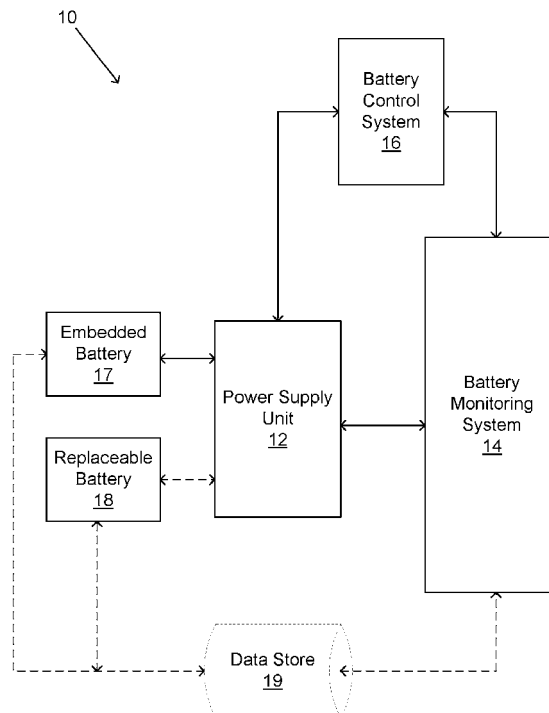 10
Battery
Control
System
16
Embedded
Battery
17
Power Supply
Unit
12
Battery
Monitoring
System
14
Replaceable
Battery
18
Data Store
19